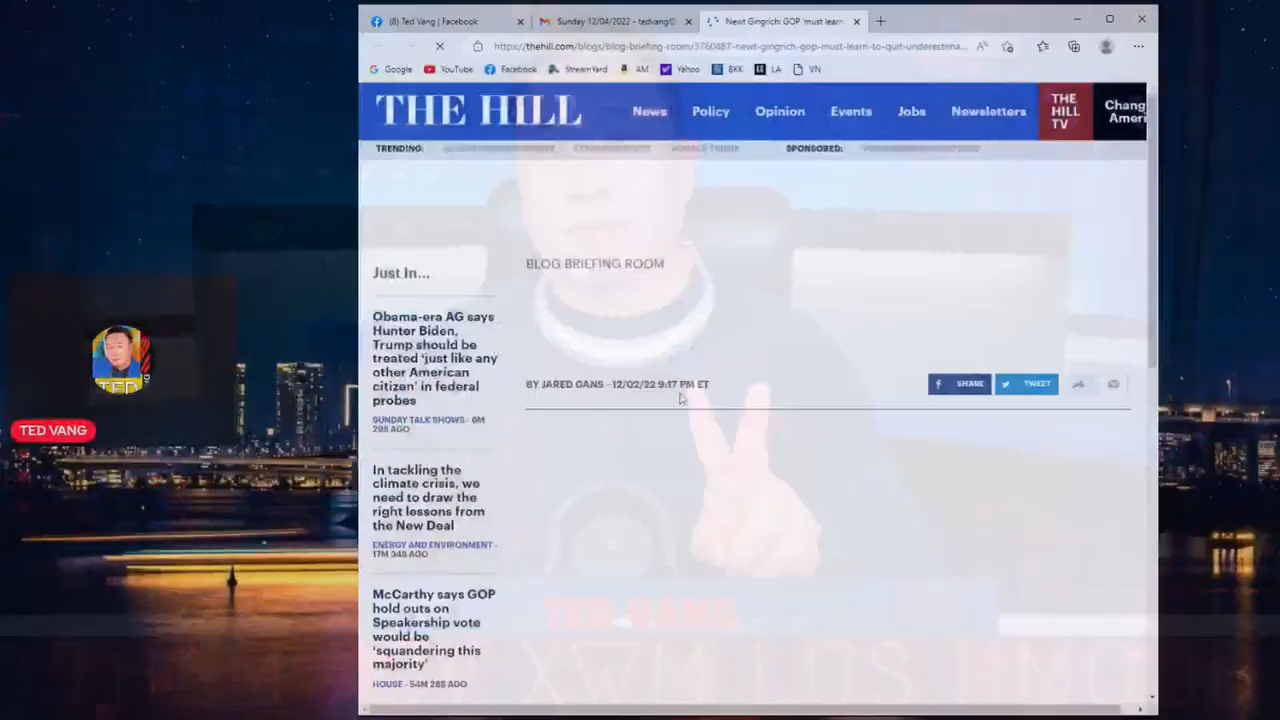 (8) Ted Vang | Facebook
Sunday 12/04/2022 - tedvang
Newt Gingrich: GOP 'must learn
https://thehill.com/blogs/blog-briefing-room/3760487-newt-gingrich-gop-must-learn-to-quit-underestima...
Google YouTube Facebook StreamYard AM Yahoo BKK LA VN
THE HILL
News Policy Opinion Events Jobs Newsletters
THE
HILL
TV
Chang
Ameri
TRENDING:
DONALD TRUMP
SPONSORED:
Just In...
BLOG BRIEFING ROOM
Obama-era AG says
Hunter Biden,
Trump should be
treated 'just like any
other American
citizen' in federal
probes
SUNDAY TALK SHOWS - 6M
29S AGO
BY JARED GANS - 12/02/22 9:17 PM ET
SHARE
TWEET
In tackling the
climate crisis, we
need to draw the
right lessons from
the New Deal
ENERGY AND ENVIRONMENT -
17M 34S AGO
McCarthy says GOP
hold outs on
Speakership vote
would be
'squandering this
majority'
HOUSE - 54M 28S AGO
TED
TED VANG
TED VANG